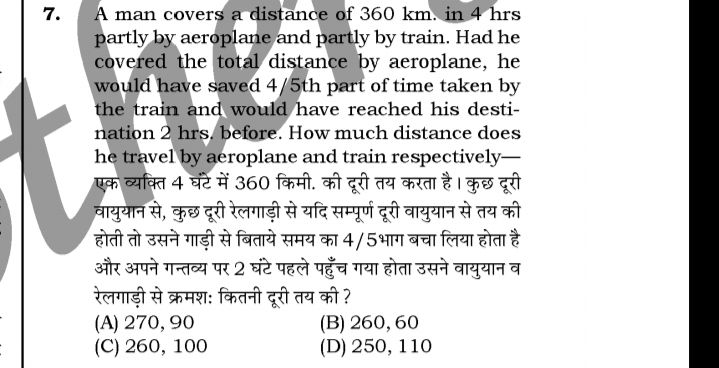 7. A man covers a distance of 360 km. in 4 hrs
partly by aeroplane and partly by train. Had he
covered the total distance by aeroplane, he
would have saved 4/5th part of time taken by
the train and would have reached his desti-
nation 2 hrs. before. How much distance does
he travel by aeroplane and train respectively—
एक व्यक्ति 4 घंटे में 360 किमी. की दूरी तय करता है। कुछ दूरी
वायुयान से, कुछ दूरी रेलगाड़ी से यदि सम्पूर्ण दूरी वायुयान से तय की
होती तो उसने गाड़ी से बिताये समय का 4/5भाग बचा लिया होता है
और अपने गन्तव्य पर 2 घंटे पहले पहुँच गया होता उसने वायुयान व
रेलगाड़ी से क्रमश: कितनी दूरी तय की ?
(A) 270, 90 (B) 260, 60
(C) 260, 100 (D) 250, 110